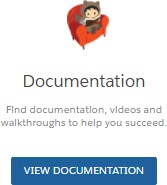 Documentation
Find documentation, videos and
walkthroughs to help you succeed.
VIEW DOCUMENTATION